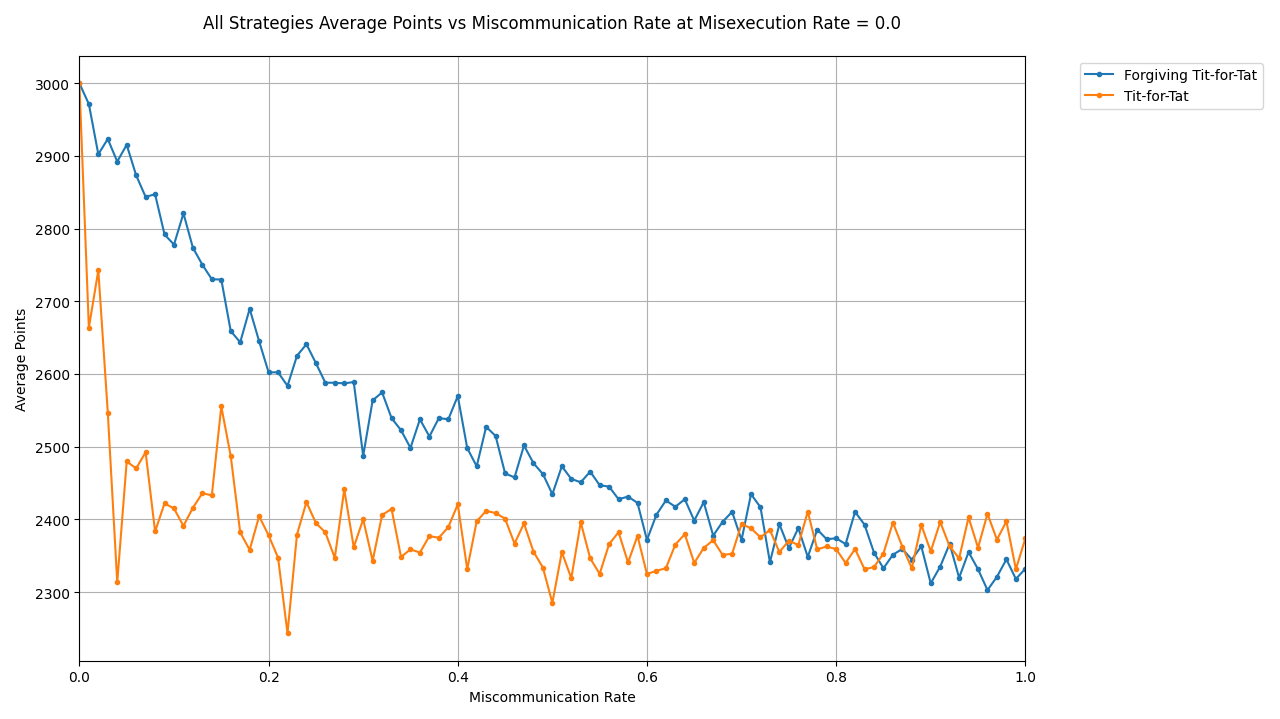 All Strategies Average Points vs Miscommunication Rate at Misexecution Rate = 0.0
Forgiving Tit-for-Tat
Tit-for-Tat
Average Points
3000
2900
2800
2700
2600
2500
2400
2300
0.0 0.2 0.4 0.6 0.8 1.0
Miscommunication Rate